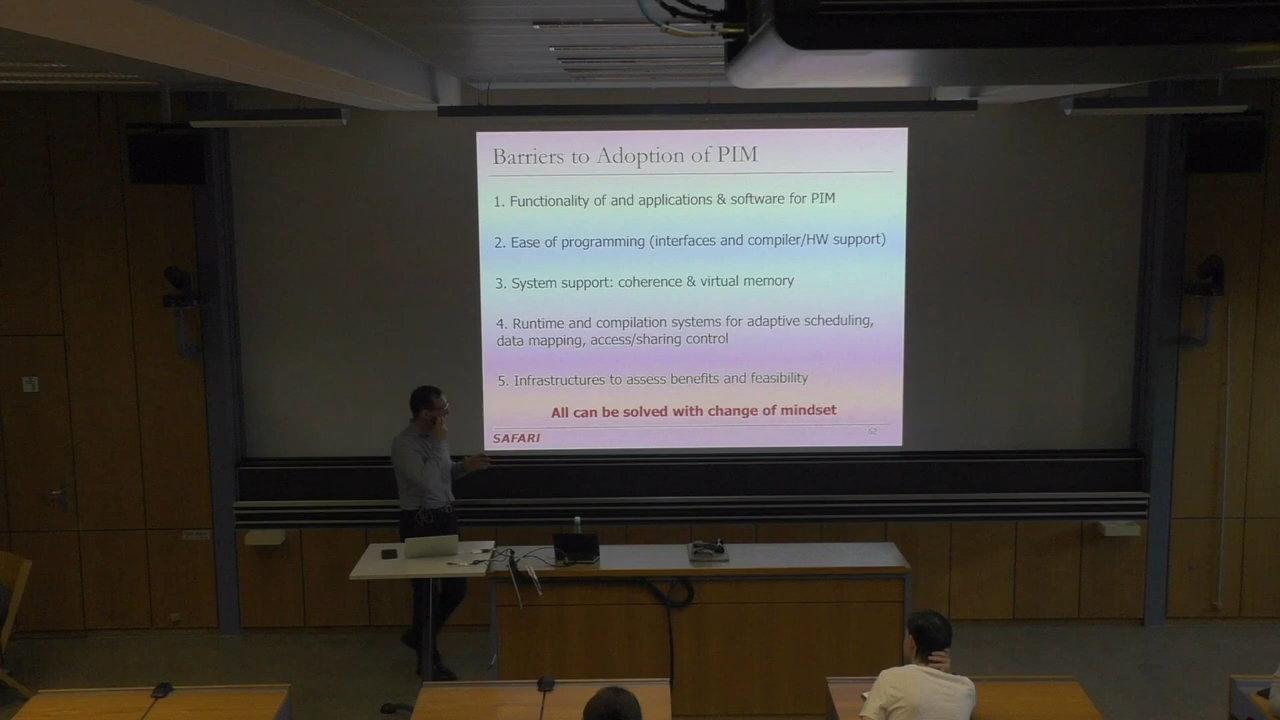 Barriers to Adoption of PIM
1. Functionality of and applications & software for PIM
2. Ease of programming (interfaces and compiler/HW support)
3. System support: coherence & virtual memory
4. Runtime and compilation systems for adaptive scheduling,
data mapping, access/sharing control
5. Infrastructures to assess benefits and feasibility
All can be solved with change of mindset
SAFARI